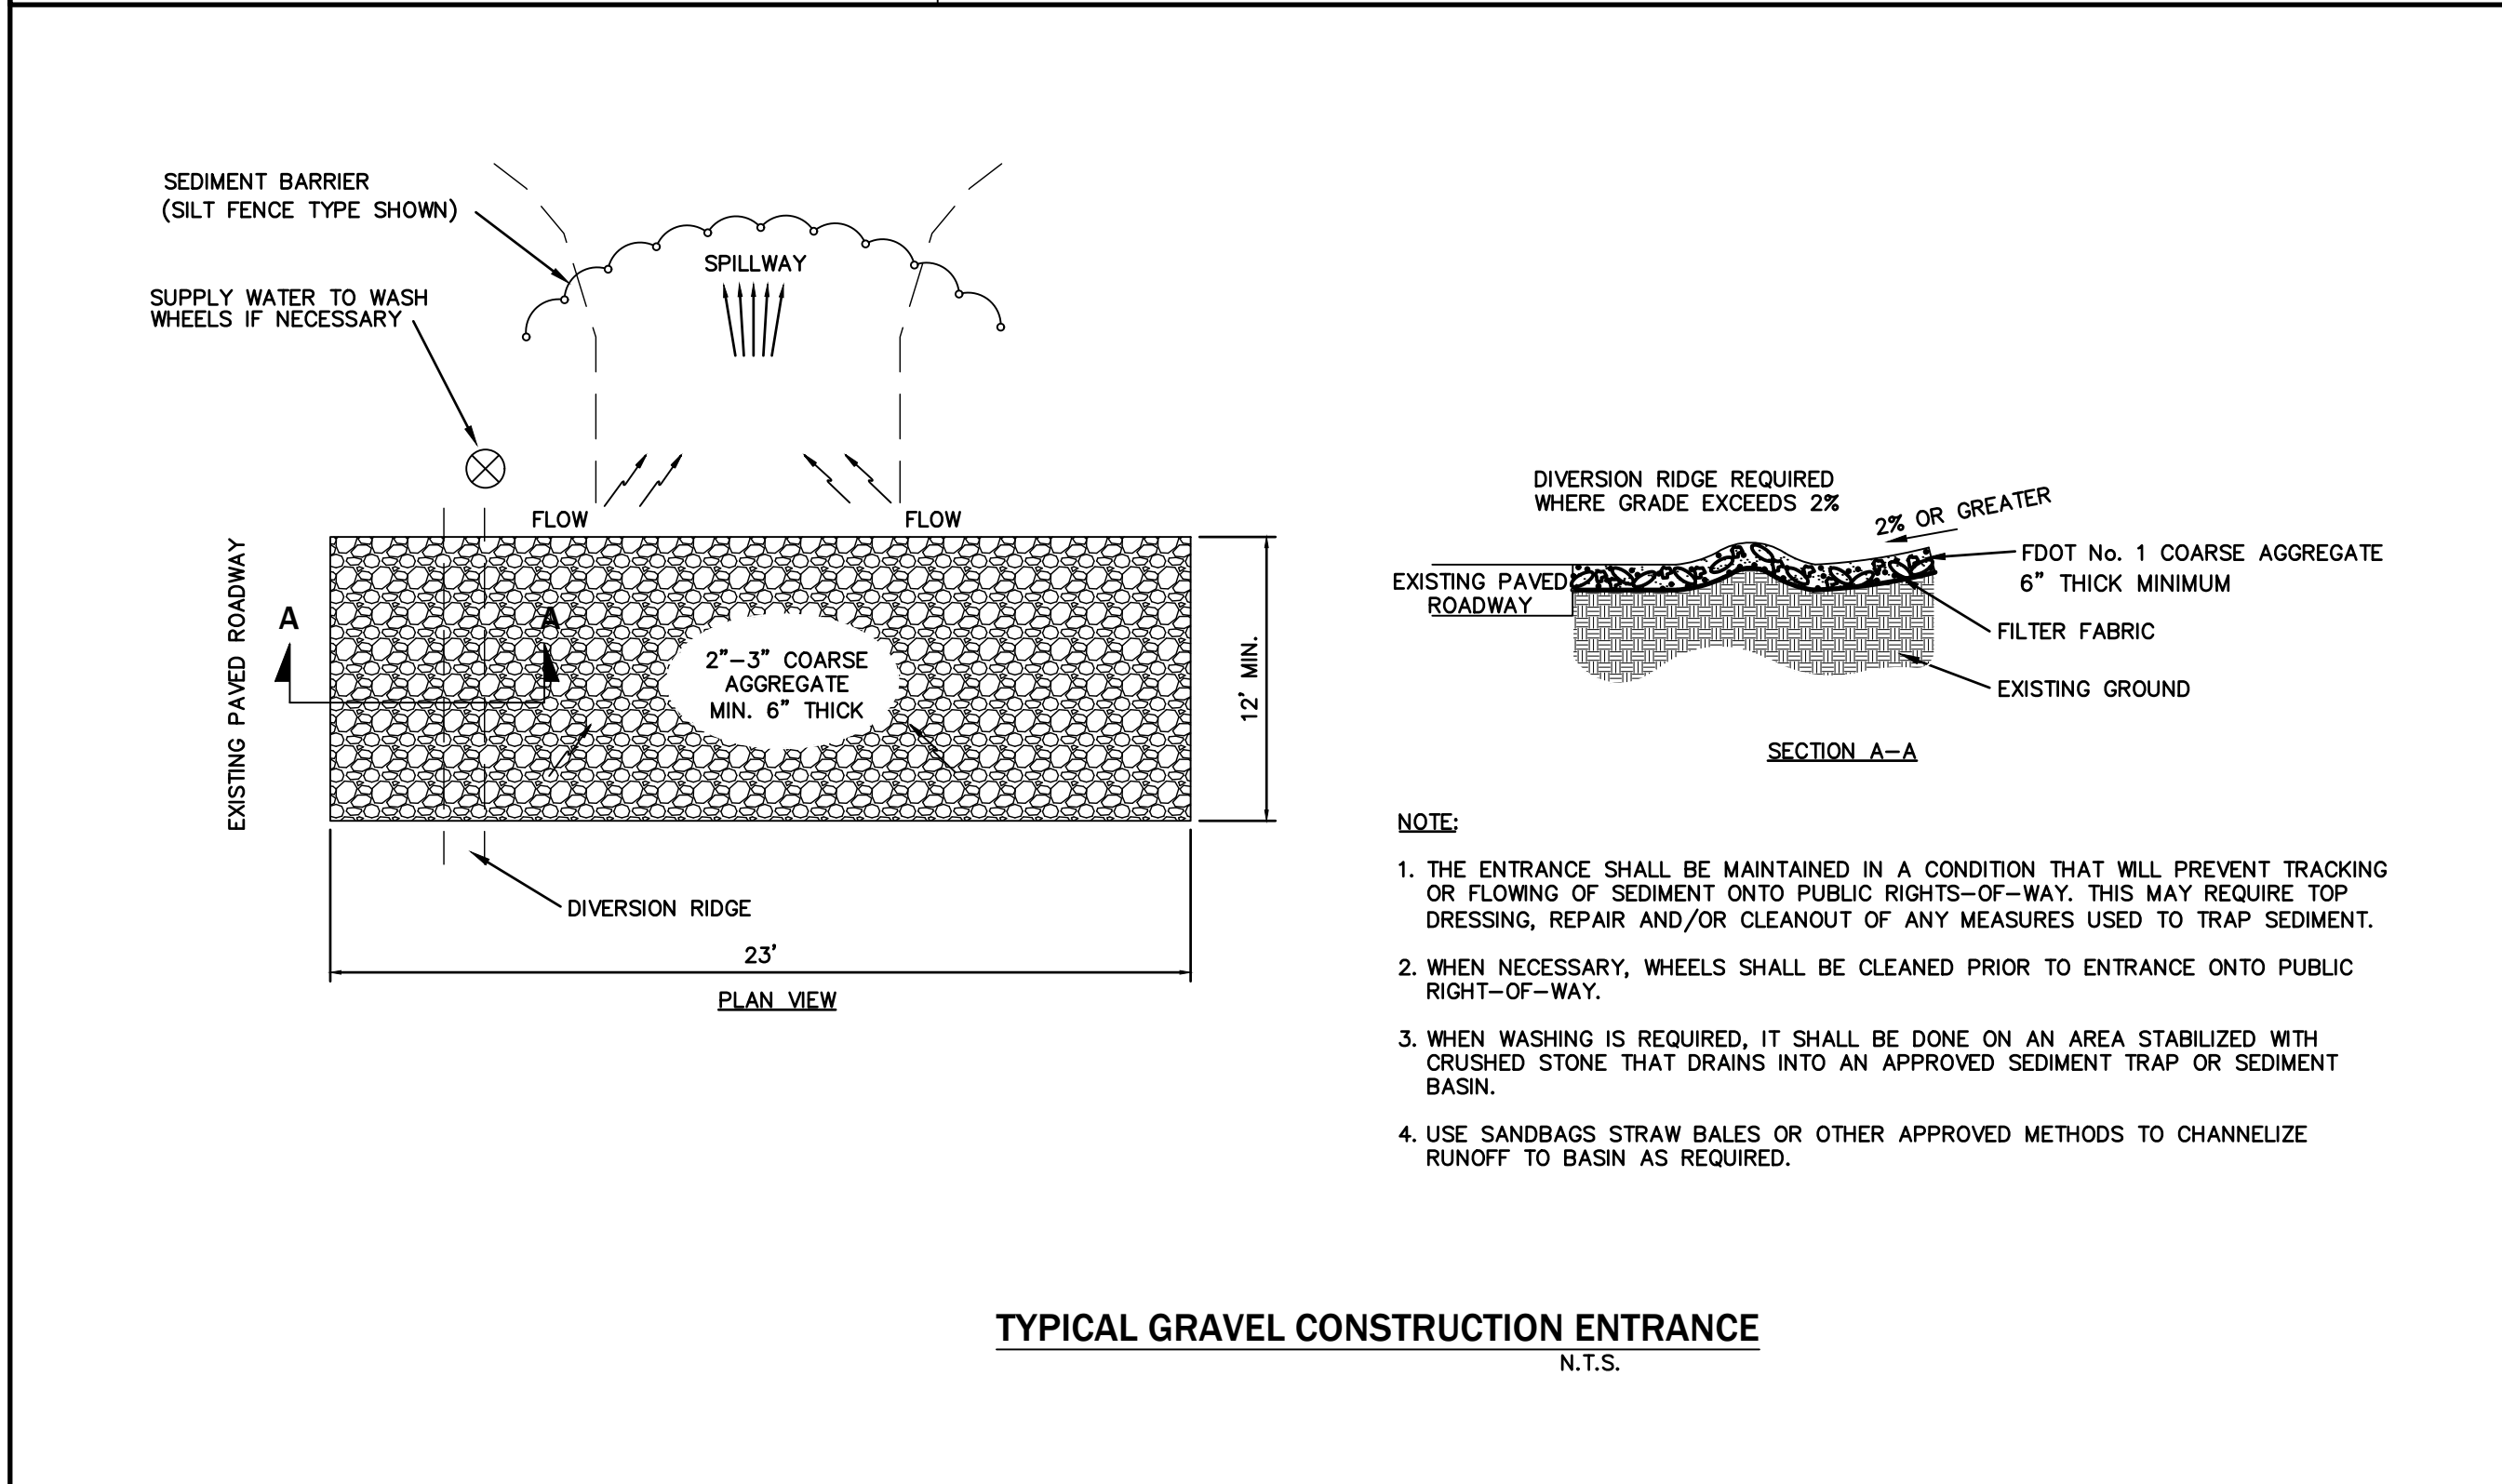 SEDIMENT BARRIER
(SILT FENCE TYPE SHOWN)
SUPPLY WATER TO WASH
WHEELS IF NECESSARY
SPILLWAY
FLOW
FLOW
EXISTING PAVED ROADWAY
A
A
2"-3" COARSE
AGGREGATE
MIN. 6" THICK
12' MIN.
DIVERSION RIDGE
23'
PLAN VIEW
DIVERSION RIDGE REQUIRED
WHERE GRADE EXCEEDS 2%
2% OR GREATER
EXISTING PAVED
ROADWAY
FDOT No. 1 COARSE AGGREGATE
6" THICK MINIMUM
FILTER FABRIC
EXISTING GROUND
SECTION A-A
NOTE:
1. THE ENTRANCE SHALL BE MAINTAINED IN A CONDITION THAT WILL PREVENT TRACKING
OR FLOWING OF SEDIMENT ONTO PUBLIC RIGHTS-OF-WAY. THIS MAY REQUIRE TOP
DRESSING, REPAIR AND/OR CLEANOUT OF ANY MEASURES USED TO TRAP SEDIMENT.
2. WHEN NECESSARY, WHEELS SHALL BE CLEANED PRIOR TO ENTRANCE ONTO PUBLIC
RIGHT-OF-WAY.
3. WHEN WASHING IS REQUIRED, IT SHALL BE DONE ON AN AREA STABILIZED WITH
CRUSHED STONE THAT DRAINS INTO AN APPROVED SEDIMENT TRAP OR SEDIMENT
BASIN.
4. USE SANDBAGS STRAW BALES OR OTHER APPROVED METHODS TO CHANNELIZE
RUNOFF TO BASIN AS REQUIRED.
TYPICAL GRAVEL CONSTRUCTION ENTRANCE
N.T.S.